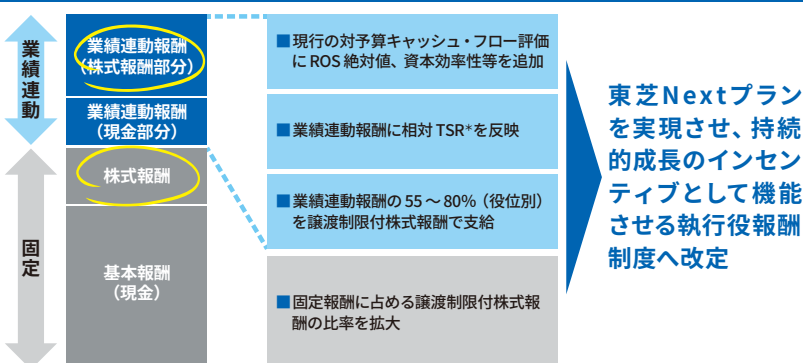 業績連動
固定
業績連動報酬
（株式報酬部分）
業績連動報酬
（現金部分）
株式報酬
基本報酬
（現金）
■現行の対予算キャッシュ・フロー評価
にROS絶対値、資本効率性等を追加
■業績連動報酬に相対TSR*を反映
■業績連動報酬の55～80%（役位別）
を譲渡制限付株式報酬で支給
■固定報酬に占める譲渡制限付株式報
酬の比率を拡大
東芝Nextプラン
を実現させ、持続
的成長のインセン
ティブとして機能
させる執行役報酬
制度へ改定